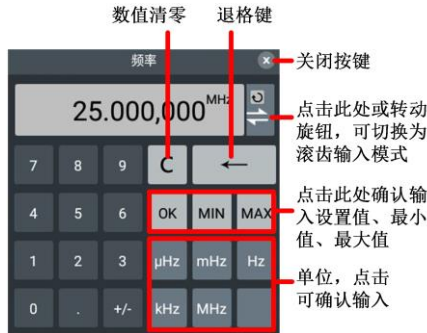 数值清零
退格键
频率
关闭按键
25.000,000 MHz
点击此处或转动
旋钮，可切换为
滚齿输入模式
7 8 9 C ←
4 5 6 OK MIN MAX
点击此处确认输
入设置值、最小
值、最大值
1 2 3 μHz mHz Hz
单位，点击
可确认输入
0 . +/- kHz MHz